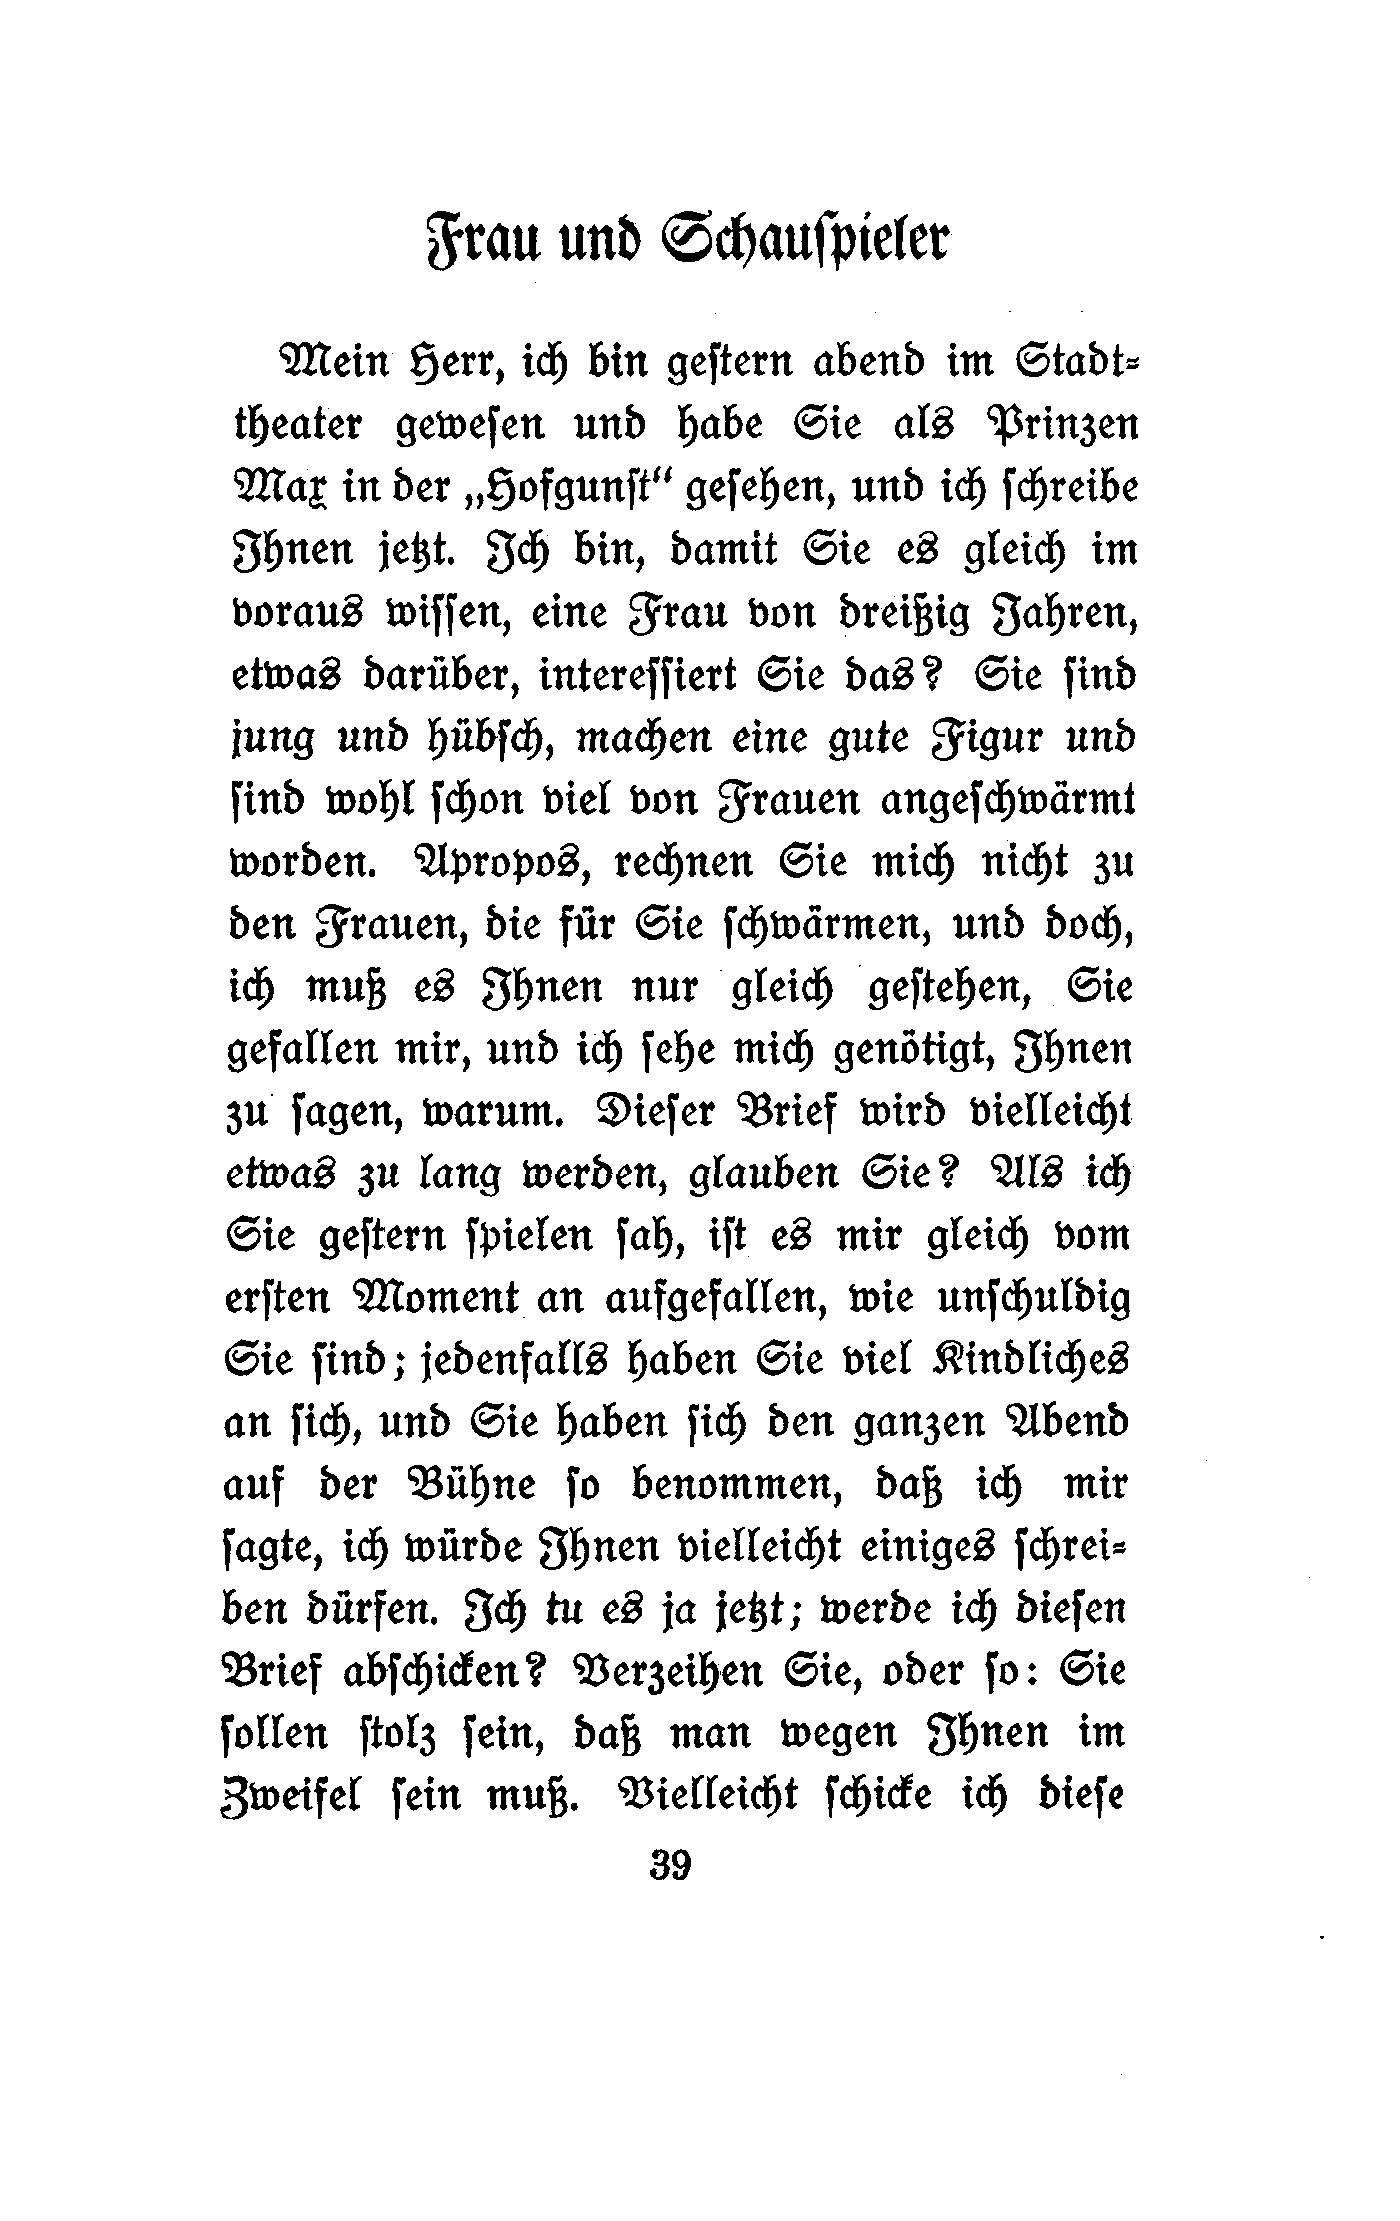 Frau und Schauſpieler
Mein Herr, ich bin geſtern abend im Stadt⸗
theater geweſen und habe Sie als Prinzen
Max in der „Hofgunſt“ geſehen, und ich ſchreibe
Ihnen jetzt. Ich bin, damit Sie es gleich im
voraus wiſſen, eine Frau von dreißig Jahren,
etwas darüber, intereſſiert Sie das? Sie ſind
jung und hübſch, machen eine gute Figur und
ſind wohl ſchon viel von Frauen angeſchwärmt
worden. Apropos, rechnen Sie mich nicht zu
den Frauen, die für Sie ſchwärmen, und doch,
ich muß es Ihnen nur gleich geſtehen, Sie
gefallen mir, und ich ſehe mich genötigt, Ihnen
zu ſagen, warum. Dieſer Brief wird vielleicht
etwas zu lang werden, glauben Sie? Als ich
Sie geſtern ſpielen ſah, iſt es mir gleich vom
erſten Moment an aufgefallen, wie unſchuldig
Sie ſind; jedenfalls haben Sie viel Kindliches
an ſich, und Sie haben ſich den ganzen Abend
auf der Bühne ſo benommen, daß ich mir
ſagte, ich würde Ihnen vielleicht einiges ſchrei⸗
ben dürfen. Ich tu es ja jetzt; werde ich dieſen
Brief abſchicken? Verzeihen Sie, oder ſo: Sie
ſollen ſtolz ſein, daß man wegen Ihnen im
Zweifel ſein muß. Vielleicht ſchicke ich dieſe
39